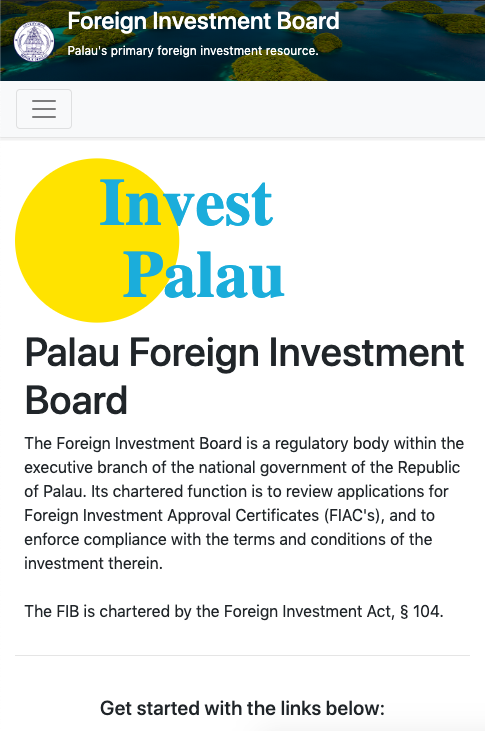 Foreign Investment Board
Palau's primary foreign investment resource.
Invest
Palau
Palau Foreign Investment
Board
The Foreign Investment Board is a regulatory body within the
executive branch of the national government of the Republic
of Palau. Its chartered function is to review applications for
Foreign Investment Approval Certificates (FIAC's), and to
enforce compliance with the terms and conditions of the
investment therein.
The FIB is chartered by the Foreign Investment Act, § 104.
Get started with the links below: